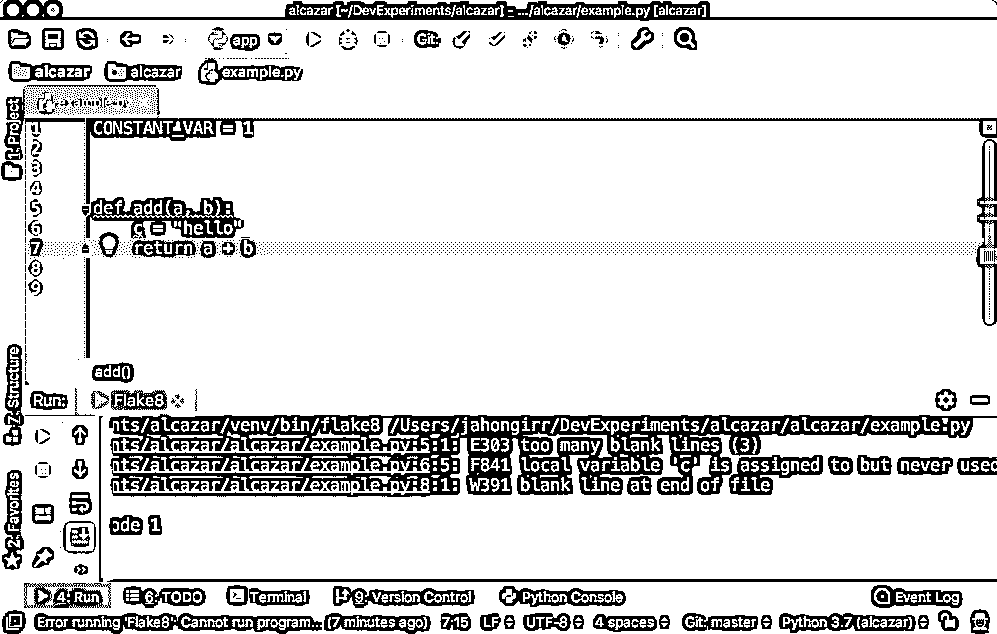 alcazar [~/DevExperiments/alcazar] - .../alcazar/example.py [alcazar]
app Git:
alcazar alcazar example.py
example.py
1: Project
1 CONSTANT_VAR = 1
2
3
4
5 def add(a, b):
6 c = "hello"
7 return a + b
8
9
add()
7: Structure
Run: Flake8
nts/alcazar/venv/bin/flake8 /Users/jahongirr/DevExperiments/alcazar/alcazar/example.py
nts/alcazar/alcazar/example.py:5:1: E303 too many blank lines (3)
nts/alcazar/alcazar/example.py:6:5: F841 local variable 'c' is assigned to but never used
nts/alcazar/alcazar/example.py:8:1: W391 blank line at end of file
ode 1
2: Favorites
4: Run 6: TODO Terminal 9: Version Control Python Console Event Log
Error running 'Flake8': Cannot run program... (7 minutes ago) 7:15 LF UTF-8 4 spaces Git: master Python 3.7 (alcazar)